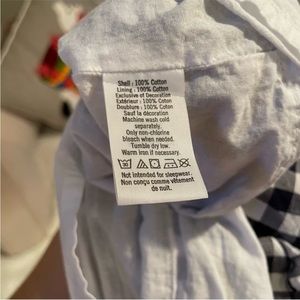 Shell : 100% Cotton
Lining : 100% Cotton
Exclusive of Decoration
Extérieur : 100% Coton
Doublure : 100% Coton
Sauf la décoration
Machine wash cold
separately.
Only non-chlorine
bleach when needed.
Tumble dry low.
Warm iron if necessary.
Not intended for sleepwear.
Non conçu comme vêtement
de nuit.